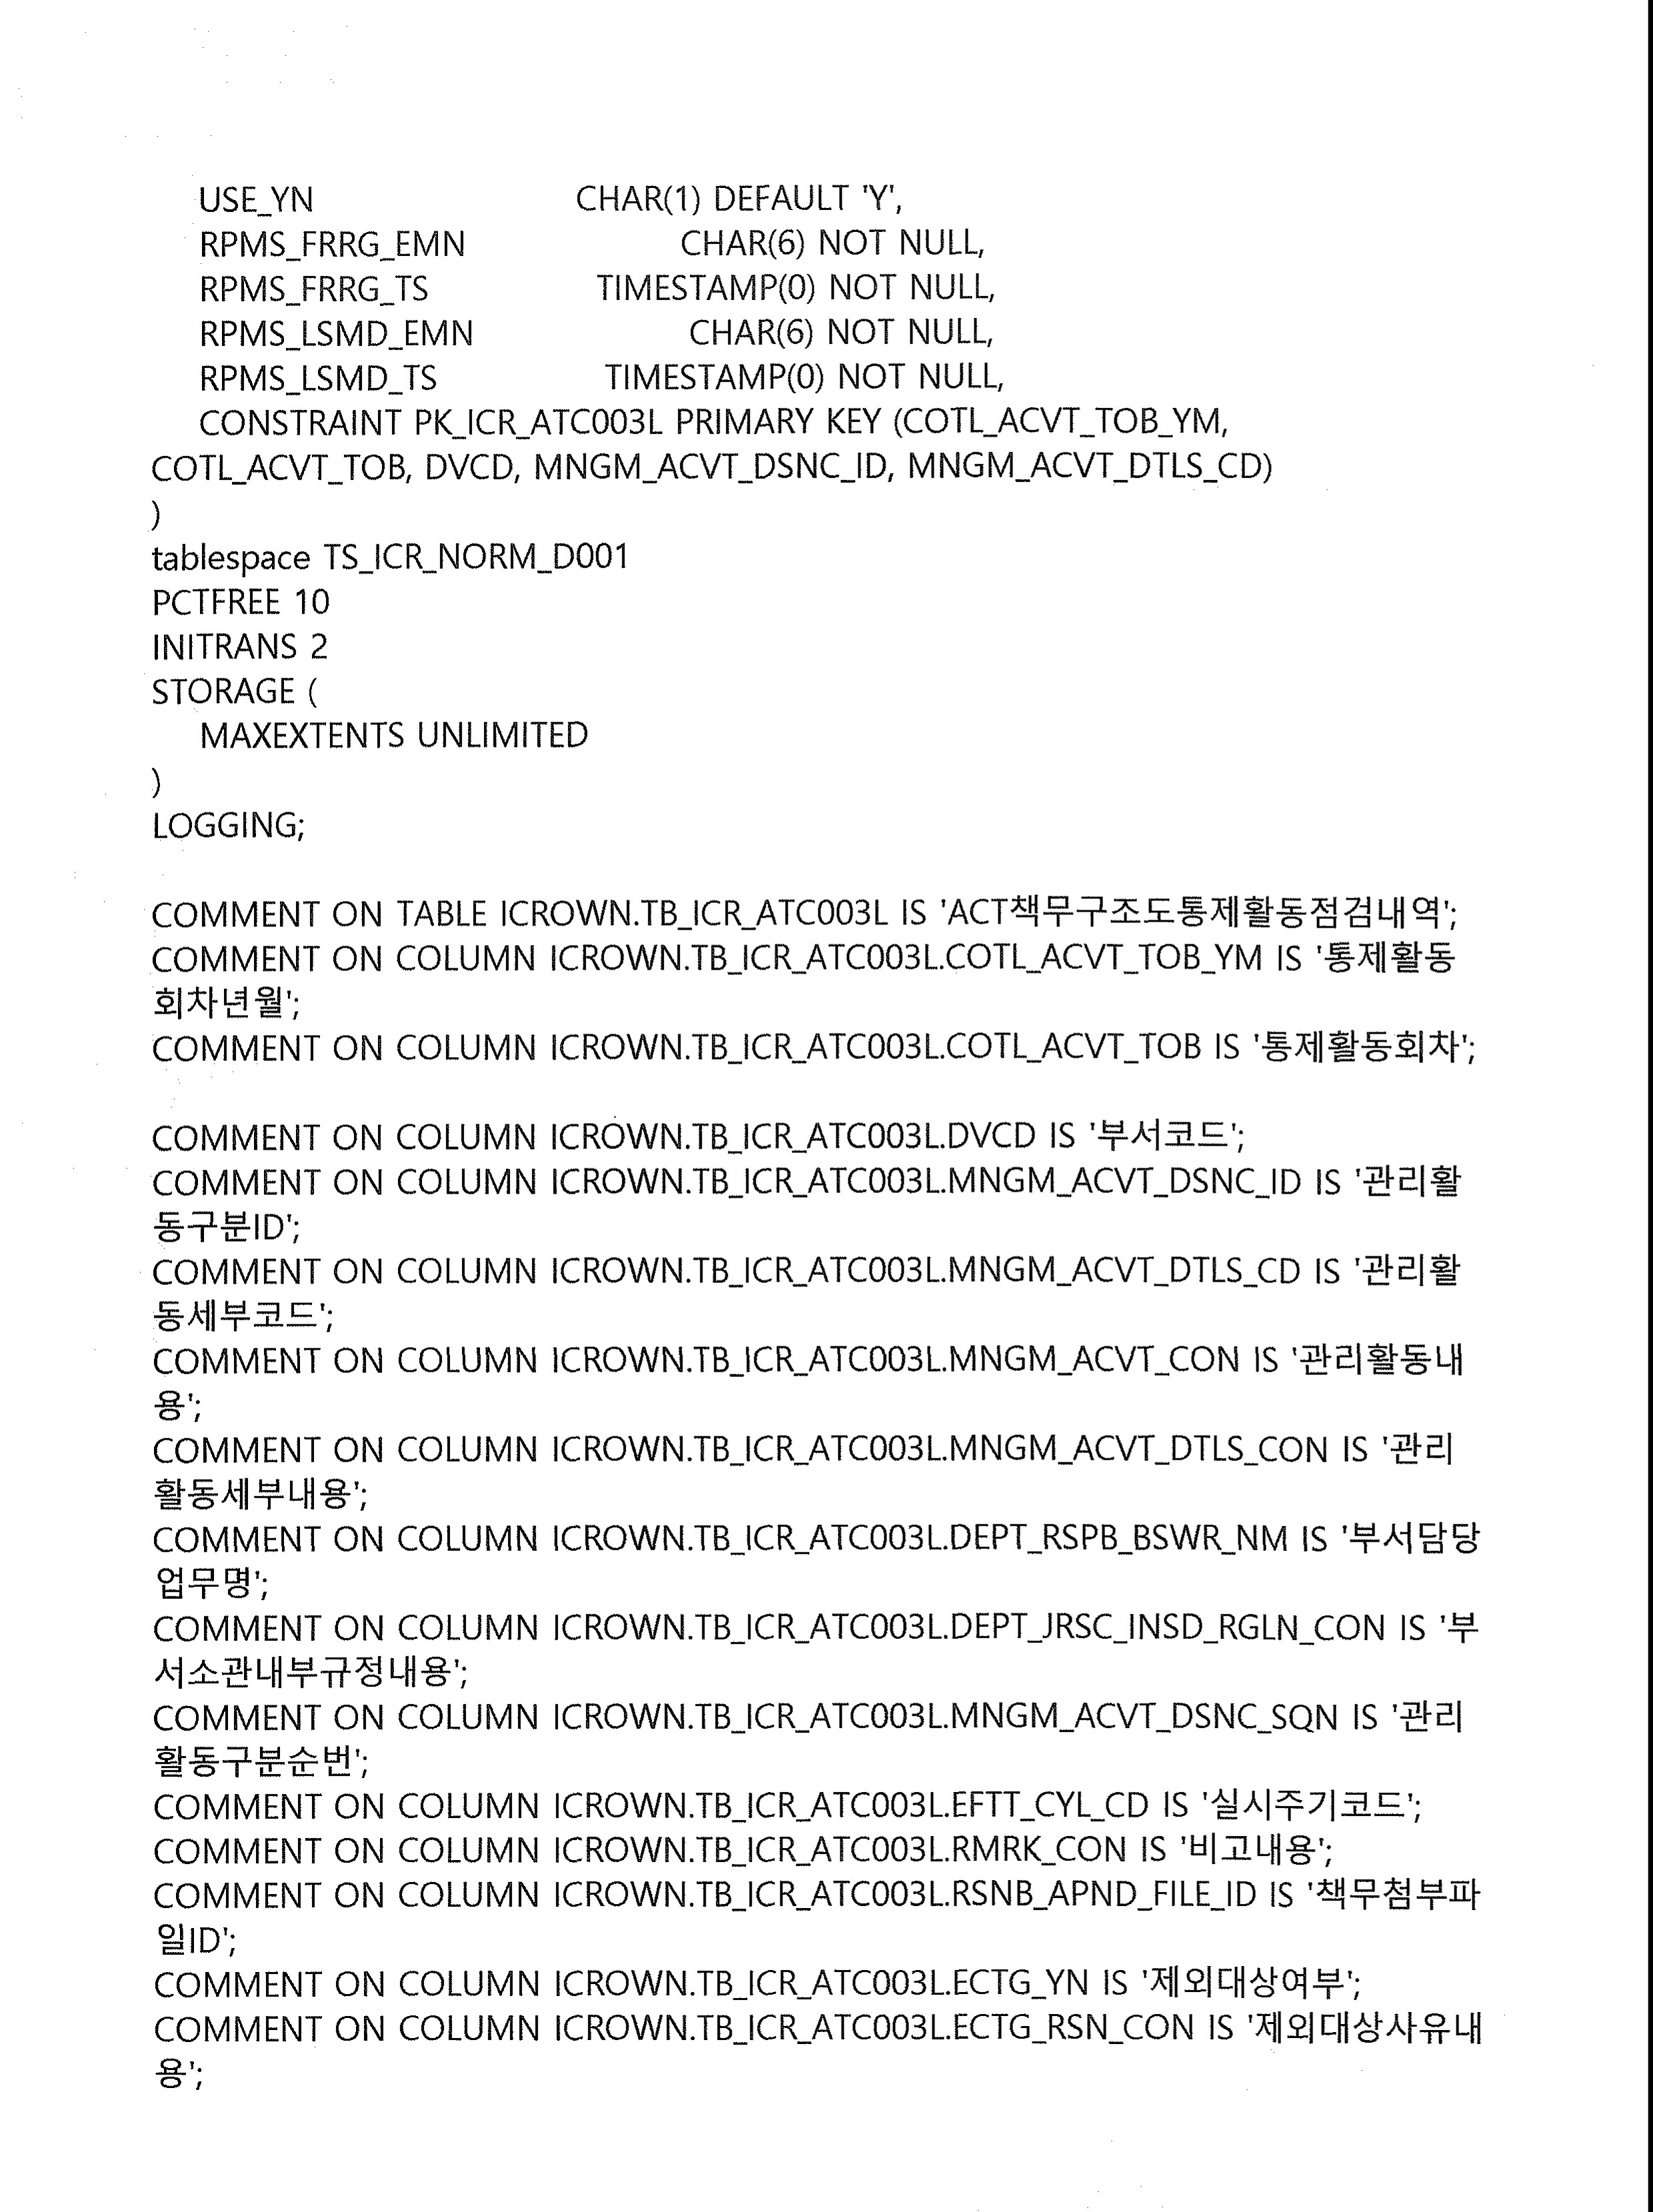 USE_YN CHAR(1) DEFAULT 'Y',
RPMS_FRRG_EMN CHAR(6) NOT NULL,
RPMS_FRRG_TS TIMESTAMP(0) NOT NULL,
RPMS_LSMD_EMN CHAR(6) NOT NULL,
RPMS_LSMD_TS TIMESTAMP(0) NOT NULL,
CONSTRAINT PK_ICR_ATC003L PRIMARY KEY (COTL_ACVT_TOB_YM,
COTL_ACVT_TOB, DVCD, MNGM_ACVT_DSNC_ID, MNGM_ACVT_DTLS_CD)
)
tablespace TS_ICR_NORM_D001
PCTFREE 10
INITRANS 2
STORAGE (
MAXEXTENTS UNLIMITED
)
LOGGING;
COMMENT ON TABLE ICROWN.TB_ICR_ATC003L IS 'ACT책무구조도통제활동점검내역';
COMMENT ON COLUMN ICROWN.TB_ICR_ATC003L.COTL_ACVT_TOB_YM IS '통제활동
회차년월';
COMMENT ON COLUMN ICROWN.TB_ICR_ATC003L.COTL_ACVT_TOB IS '통제활동회차';
COMMENT ON COLUMN ICROWN.TB_ICR_ATC003L.DVCD IS '부서코드';
COMMENT ON COLUMN ICROWN.TB_ICR_ATC003L.MNGM_ACVT_DSNC_ID IS '관리활
동구분ID';
COMMENT ON COLUMN ICROWN.TB_ICR_ATC003L.MNGM_ACVT_DTLS_CD IS '관리활
동세부코드';
COMMENT ON COLUMN ICROWN.TB_ICR_ATC003L.MNGM_ACVT_CON IS '관리활동내
용';
COMMENT ON COLUMN ICROWN.TB_ICR_ATC003L.MNGM_ACVT_DTLS_CON IS '관리
활동세부내용';
COMMENT ON COLUMN ICROWN.TB_ICR_ATC003L.DEPT_RSPB_BSWR_NM IS '부서담당
업무명';
COMMENT ON COLUMN ICROWN.TB_ICR_ATC003L.DEPT_JRSC_INSD_RGLN_CON IS '부
서소관내부규정내용';
COMMENT ON COLUMN ICROWN.TB_ICR_ATC003L.MNGM_ACVT_DSNC_SQN IS '관리
활동구분순번';
COMMENT ON COLUMN ICROWN.TB_ICR_ATC003L.EFTT_CYL_CD IS '실시주기코드';
COMMENT ON COLUMN ICROWN.TB_ICR_ATC003L.RMRK_CON IS '비고내용';
COMMENT ON COLUMN ICROWN.TB_ICR_ATC003L.RSNB_APND_FILE_ID IS '책무첨부파
일ID';
COMMENT ON COLUMN ICROWN.TB_ICR_ATC003L.ECTG_YN IS '제외대상여부';
COMMENT ON COLUMN ICROWN.TB_ICR_ATC003L.ECTG_RSN_CON IS '제외대상사유내
용';